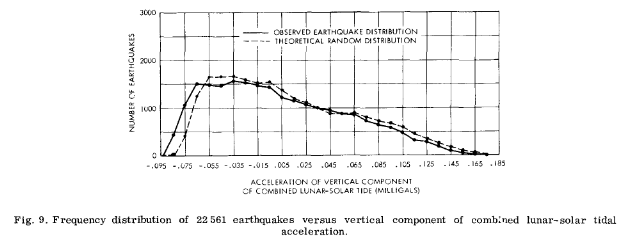 3000
2000
1000
0
NUMBER OF EARTHQUAKES
OBSERVED EARTHQUAKE DISTRIBUTION
THEORETICAL RANDOM DISTRIBUTION
-.095 -.075 -.055 -.035 -.015 .005 .025 .045 .065 .085 .105 .125 .145 .165 .185
ACCELERATION OF VERTICAL COMPONENT
OF COMBINED LUNAR-SOLAR TIDE (MILLIGALS)
Fig. 9. Frequency distribution of 22 561 earthquakes versus vertical component of combined lunar-solar tidal
acceleration.